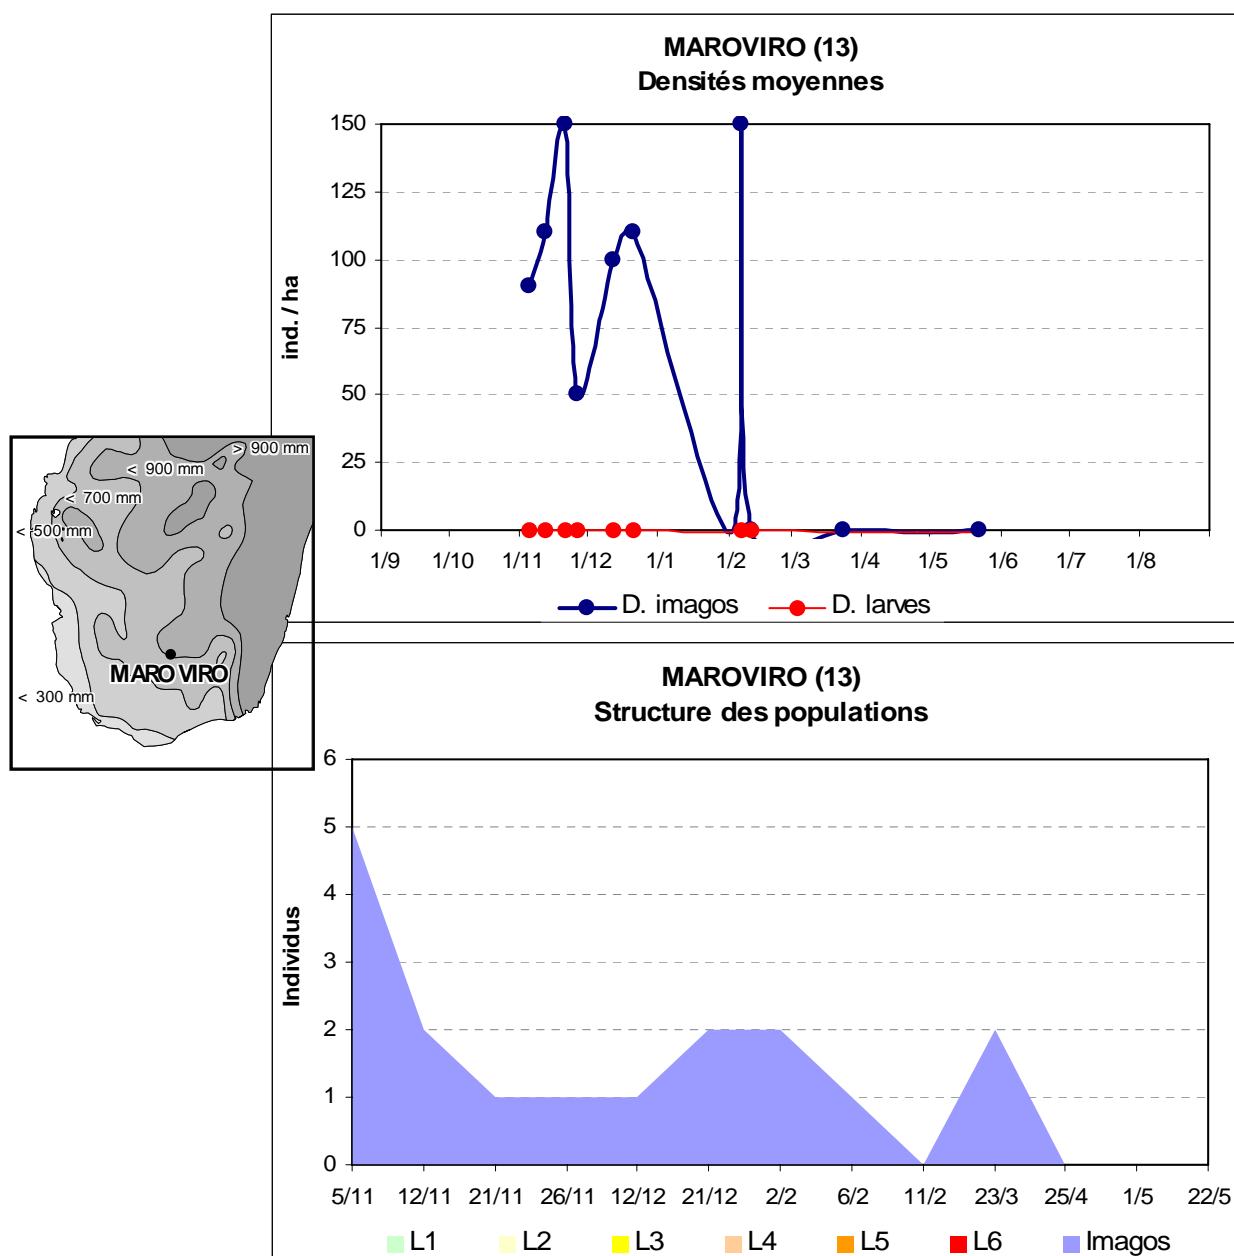 MAROVIRO (13)
Densités moyennes
150
125
100
75
50
25
0
ind. / ha
1/9 1/10 1/11 1/12 1/1 1/2 1/3 1/4 1/5 1/6 1/7 1/8
D. imagos D. larves
> 900 mm
< 900 mm
< 700 mm
< 500 mm
MAROVIRO
< 300 mm
MAROVIRO (13)
Structure des populations
6
5
4
3
2
1
0
Individus
5/11 12/11 21/11 26/11 12/12 21/12 2/2 6/2 11/2 23/3 25/4 1/5 22/5
L1 L2 L3 L4 L5 L6 Imagos